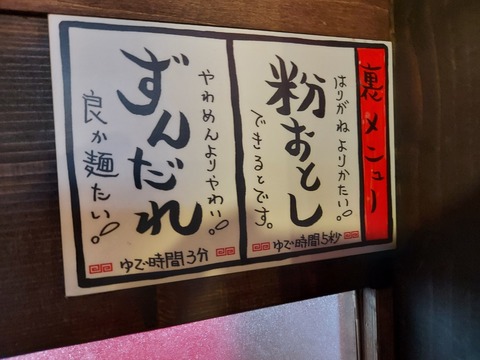 裏メニュー
はりがねよりかたい。
粉おとし
できるとです。
ゆで時間5秒
やわめんよりやわい。
ずんだれ
良か麺たい。
ゆで時間3分